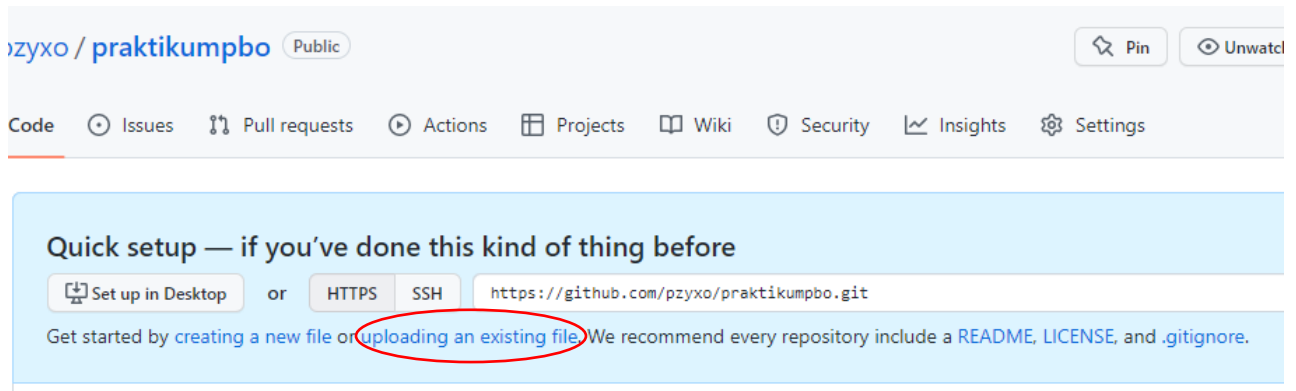 pzyxo / praktikumpbo Public
Pin
Unwatch
Code Issues Pull requests Actions Projects Wiki Security Insights Settings
Quick setup — if you’ve done this kind of thing before
Set up in Desktop or HTTPS SSH https://github.com/pzyxo/praktikumpbo.git
Get started by creating a new file or uploading an existing file. We recommend every repository include a README, LICENSE, and .gitignore.